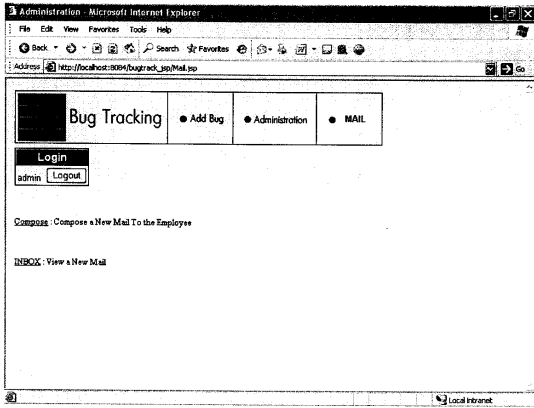 Administration - Microsoft Internet Explorer
File Edit View Favorites Tools Help
Back Search Favorites
Address http://localhost:8084/bugtrack_jsp/Mail.jsp Go
Bug Tracking Add Bug Administration MAIL
Login
admin Logout
Compose : Compose a New Mail To the Employee
INBOX : View a New Mail
Local intranet